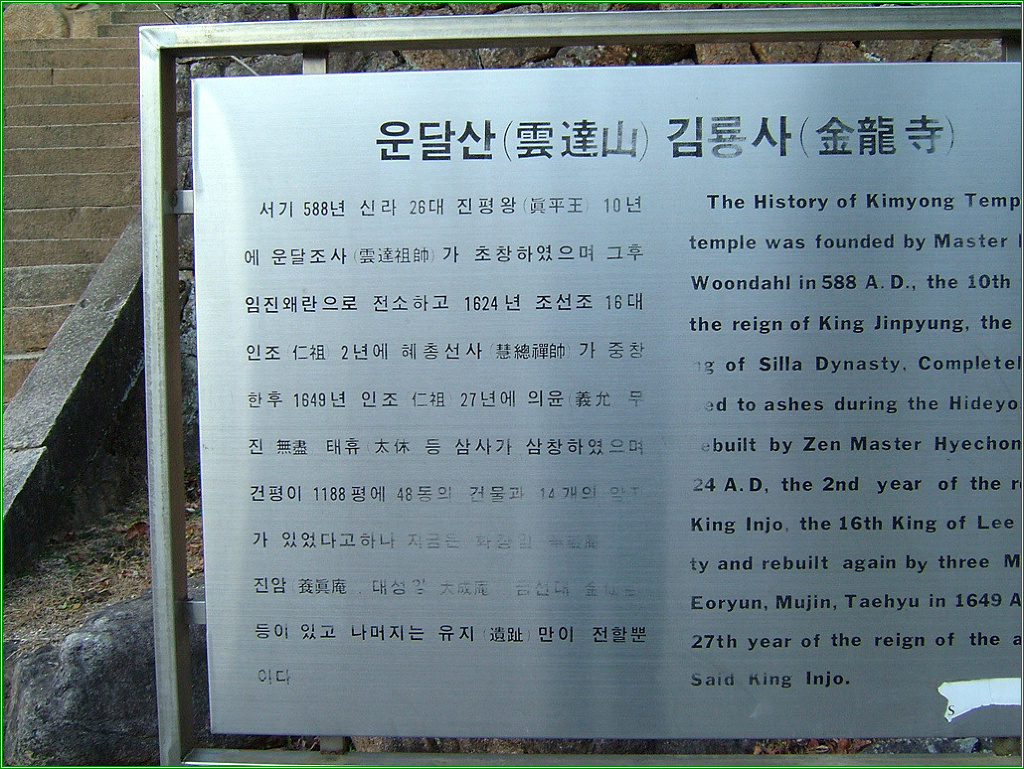 운달산(雲達山) 김룡사(金龍寺)
서기 588년 신라 26대 진평왕(眞平王) 10년
에 운달조사(雲達祖師)가 초창하였으며 그후
임진왜란으로 전소하고 1624년 조선조 16대
인조(仁祖) 2년에 혜총선사(慧總禪師)가 중창
한후 1649년 인조(仁祖) 27년에 의윤(義允 무
진 無盡 태휴(太休 등 삼사가 삼창하였으며
건평이 1188평에 48동의 건물과 14개의 암자
가 있었다고하나 지금은 화장암
진암 養眞庵 . 대성암 大成庵 금선대
등이 있고 나머지는 유지(遺趾)만이 전할뿐
이다
The History of Kimyong Temp
temple was founded by Master
Woondahl in 588 A.D., the 10th
the reign of King Jinpyung, the
ng of Silla Dynasty, Completel
ed to ashes during the Hideyo
ebuilt by Zen Master Hyechon
24 A.D, the 2nd year of the r
King Injo, the 16th King of Lee
ty and rebuilt again by three M
Eoryun, Mujin, Taehyu in 1649 A
27th year of the reign of the a
Said King Injo.
S